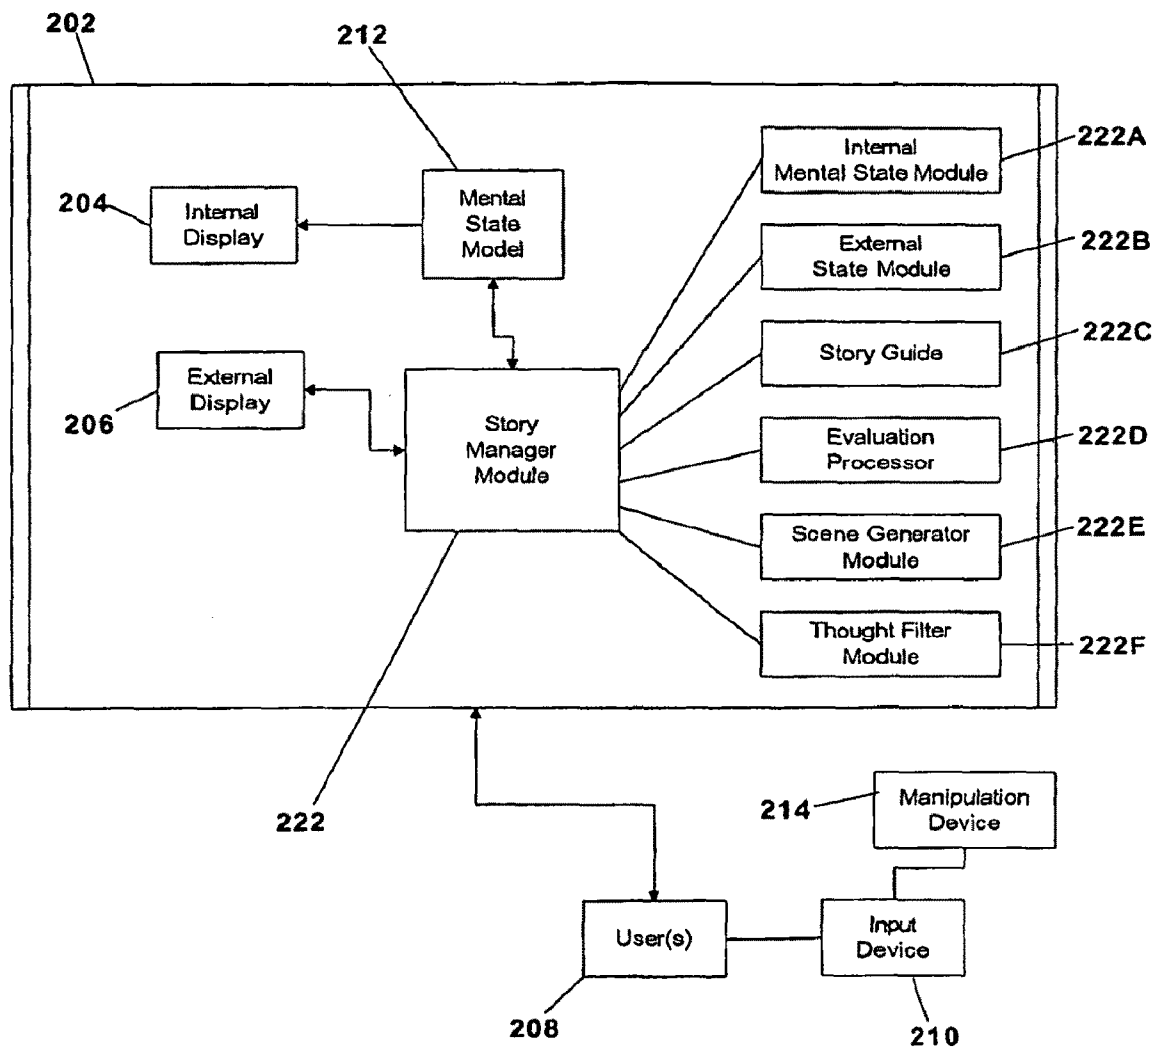 202
212
Internal
Mental State Module
222A
204
Internal
Display
Mental
State
Model
External
State Module
222B
Story Guide
222C
206
External
Display
Story
Manager
Module
Evaluation
Processor
222D
Scene Generator
Module
222E
Thought Filter
Module
222F
222
214
Manipulation
Device
User(s)
Input
Device
208
210